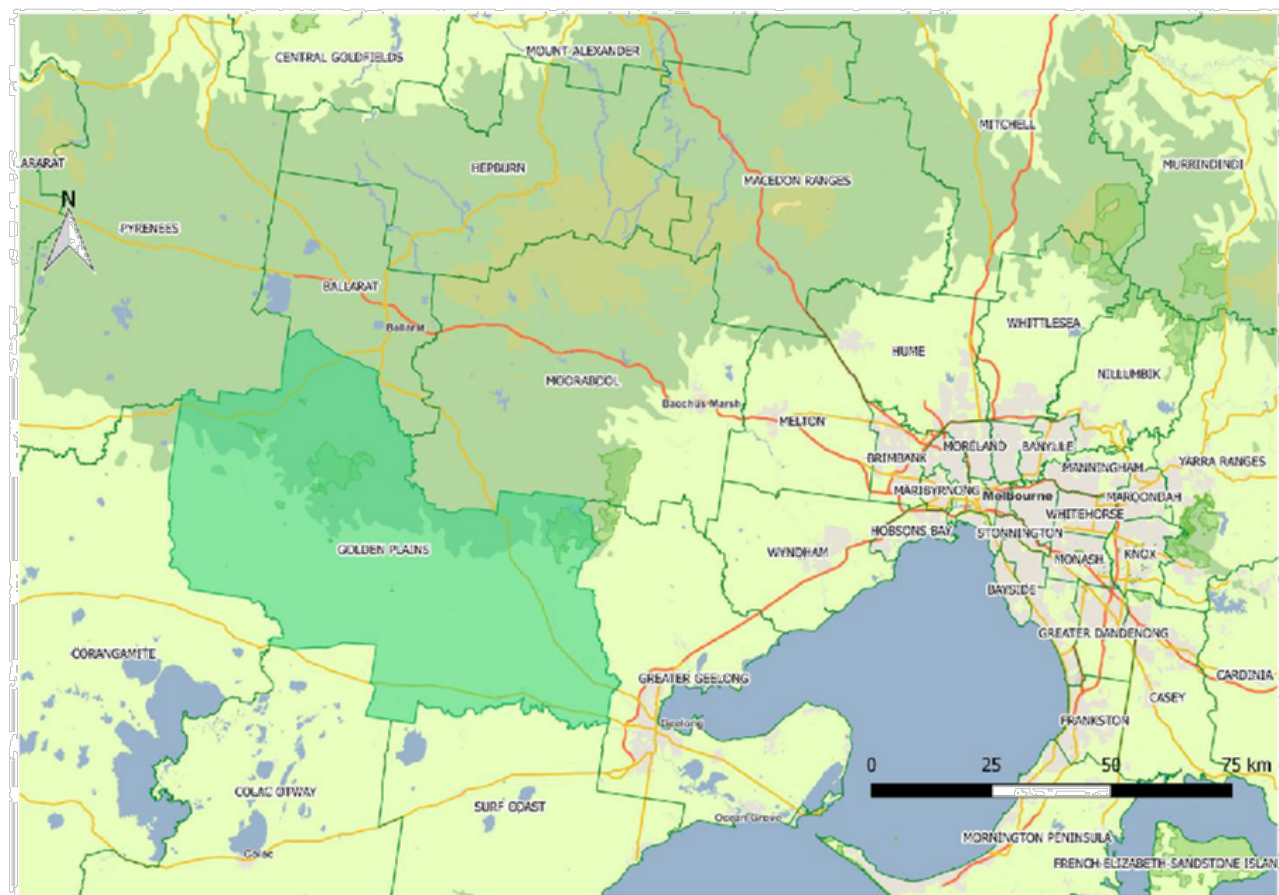 CENTRAL GOLDFIELDS
MOUNT ALEXANDER
MITCHELL
ARARAT
HEPBURN
MACEDON RANGES
MURRINDINDI
N
PYRENEES
BALLARAT
Ballarat
WHITTLESEA
HUME
NILLUMBIK
MOORABOOL
Bacchus Marsh
MELTON
MORELAND
BANYULE
BRIMBANK
MANNINGHAM
YARRA RANGES
MARIBYRNONG
Melbourne
MAROONDAH
WHITEHORSE
HOBSONS BAY
STONNINGTON
GOLDEN PLAINS
WYNDHAM
MONASH
KNOX
BAYSIDE
GREATER DANDENONG
CORANGAMITE
GREATER GEELONG
CARDINIA
CASEY
Geelong
FRANKSTON
0 25 50 75 km
COLAC OTWAY
SURF COAST
Ocean Grove
MORNINGTON PENINSULA
Colac
FRENCH-ELIZABETH-SANDSTONE ISLAN